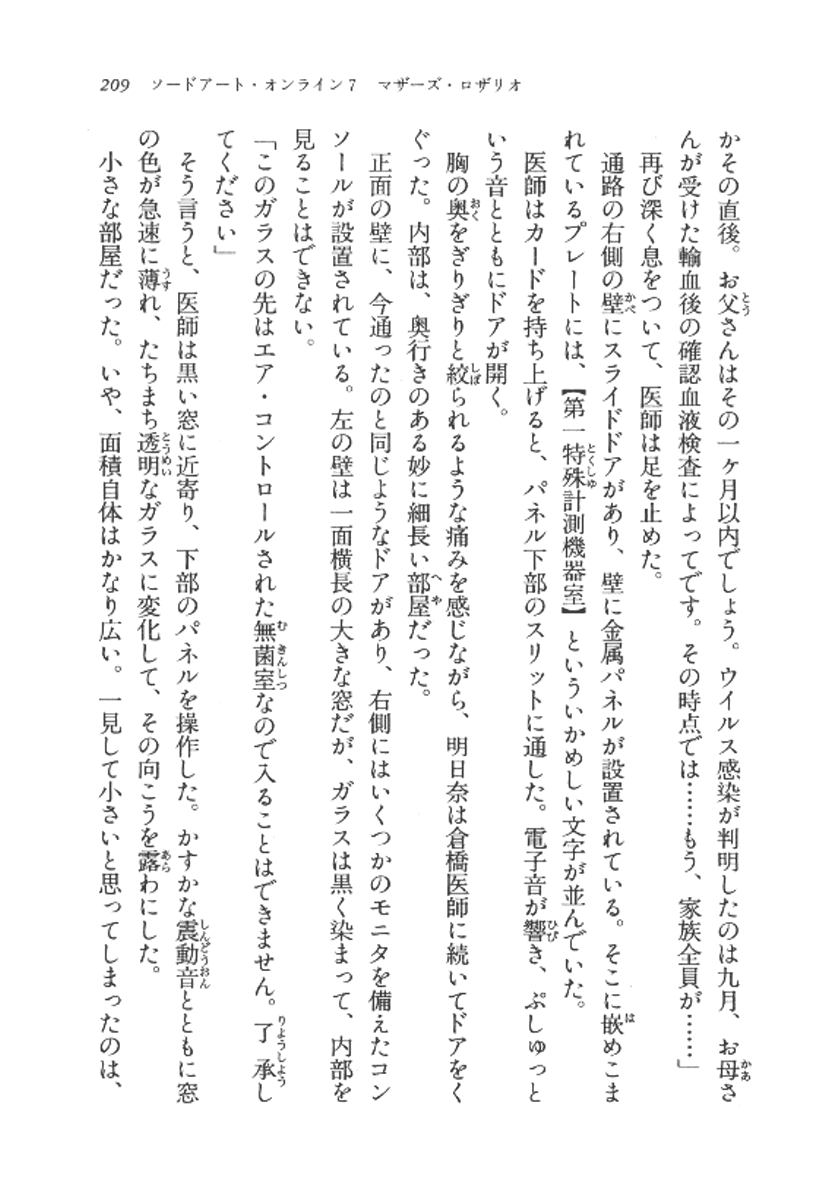 209　ソードアート・オンライン7　マザーズ・ロザリオ
かその直後。お父さんはその一ヶ月以内でしょう。ウイルス感染が判明したのは九月、お母さ
んが受けた輸血後の確認血液検査によってです。その時点では……もう、家族全員が……」
再び深く息をついて、医師は足を止めた。
通路の右側の壁にスライドドアがあり、壁に金属パネルが設置されている。そこに嵌めこま
れているプレートには、【第一特殊計測機器室】といういかめしい文字が並んでいた。
医師はカードを持ち上げると、パネル下部のスリットに通した。電子音が響き、ぷしゅっと
いう音とともにドアが開く。
胸の奥をぎりぎりと絞られるような痛みを感じながら、明日奈は倉橋医師に続いてドアをく
ぐった。内部は、奥行きのある妙に細長い部屋だった。
正面の壁に、今通ったのと同じようなドアがあり、右側にはいくつかのモニタを備えたコン
ソールが設置されている。左の壁は一面横長の大きな窓だが、ガラスは黒く染まって、内部を
見ることはできない。
「このガラスの先はエア・コントロールされた無菌室なので入ることはできません。了承し
てください」
そう言うと、医師は黒い窓に近寄り、下部のパネルを操作した。かすかな震動音とともに窓
の色が急速に薄れ、たちまち透明なガラスに変化して、その向こうを露わにした。
小さな部屋だった。いや、面積自体はかなり広い。一見して小さいと思ってしまったのは、